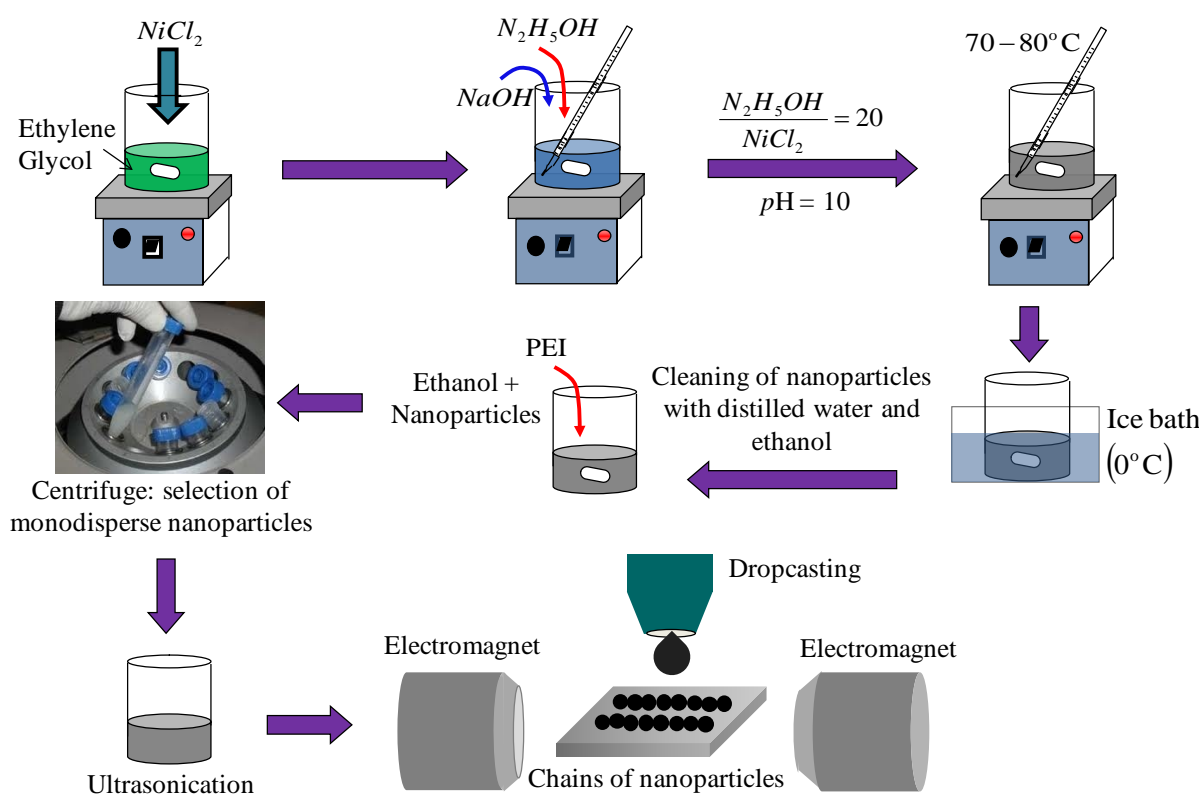 NiCl₂
Ethylene
Glycol
N₂H₅OH
NaOH
N₂H₅OH
NiCl₂
= 20
pH = 10
70 – 80° C
Ice bath
(0° C)
Cleaning of nanoparticles
with distilled water and
ethanol
PEI
Ethanol +
Nanoparticles
Centrifuge: selection of
monodisperse nanoparticles
Ultrasonication
Electromagnet
Dropcasting
Electromagnet
Chains of nanoparticles